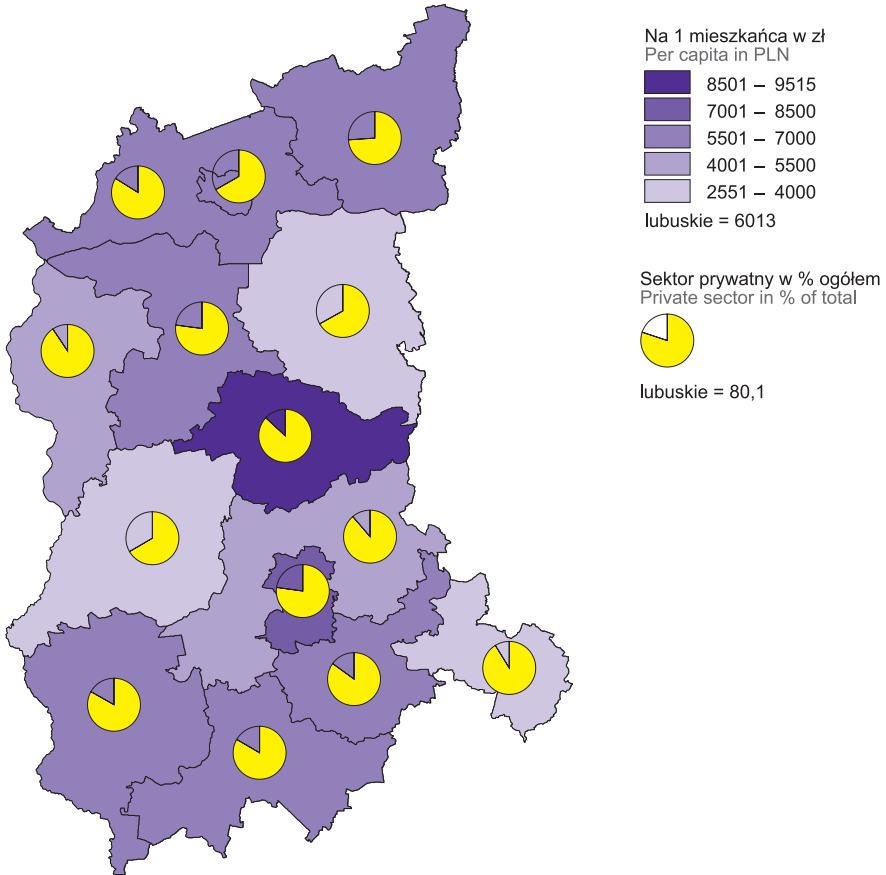 Na 1 mieszkańca w zł
Per capita in PLN
8501 – 9515
7001 – 8500
5501 – 7000
4001 – 5500
2551 – 4000
lubuskie = 6013
Sektor prywatny w % ogółem
Private sector in % of total
lubuskie = 80,1